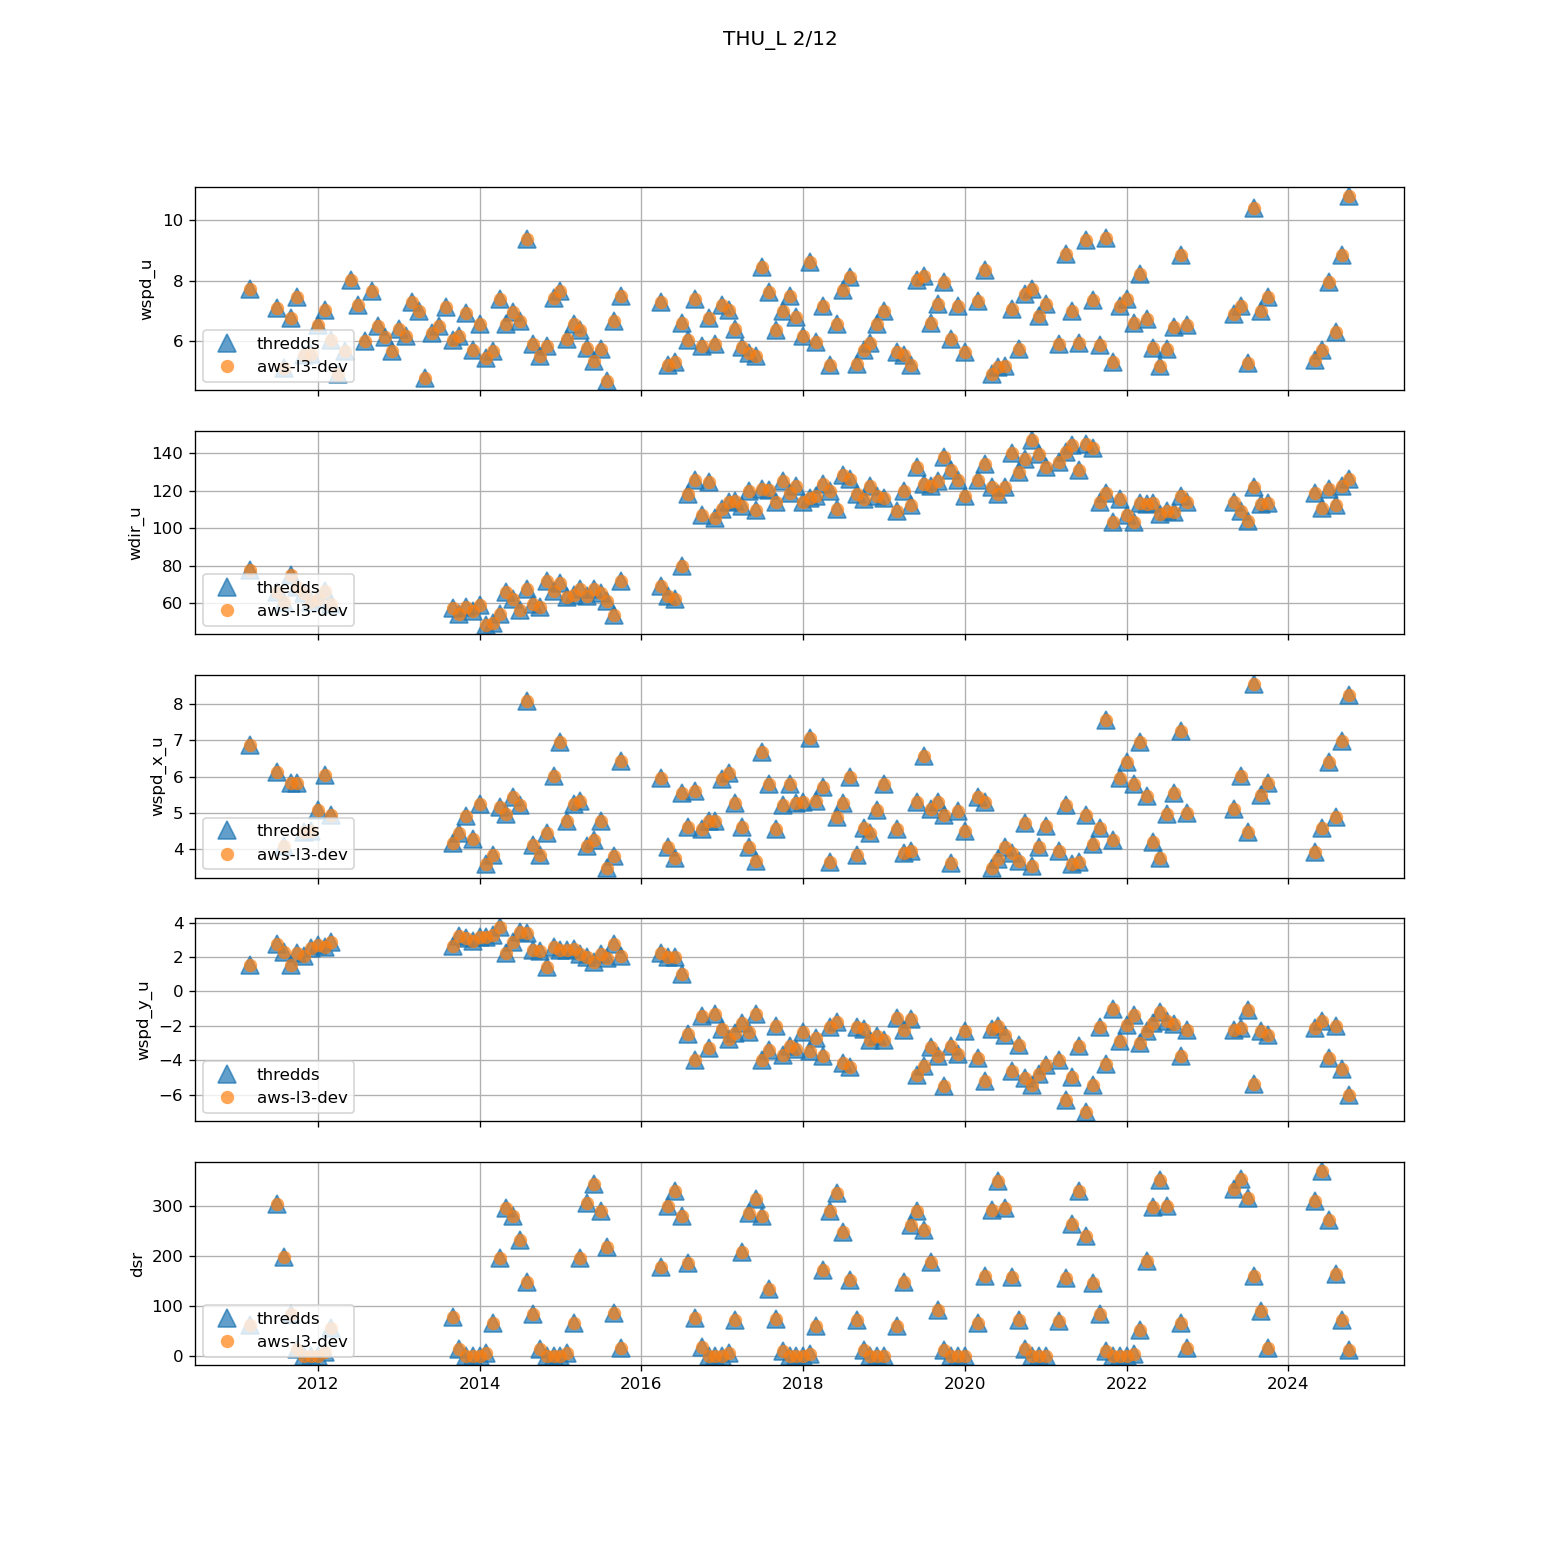 THU_L 2/12
10
8
6
wspd_u
thredds
aws-l3-dev
140
120
100
80
60
wdir_u
thredds
aws-l3-dev
8
7
6
5
4
wspd_x_u
thredds
aws-l3-dev
4
2
0
−2
−4
−6
wspd_y_u
thredds
aws-l3-dev
300
200
100
0
dsr
thredds
aws-l3-dev
2012 2014 2016 2018 2020 2022 2024